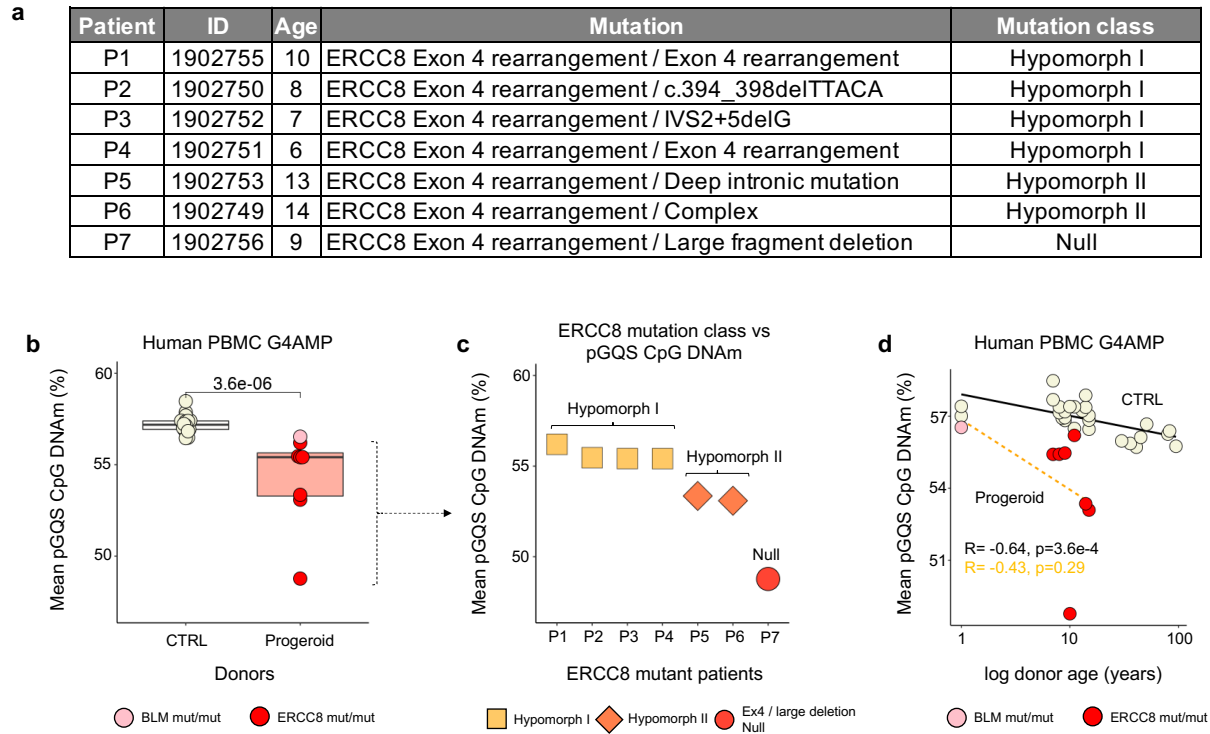 a
Patient ID Age Mutation Mutation class
P1 1902755 10 ERCC8 Exon 4 rearrangement / Exon 4 rearrangement Hypomorph I
P2 1902750 8 ERCC8 Exon 4 rearrangement / c.394_398delTTACA Hypomorph I
P3 1902752 7 ERCC8 Exon 4 rearrangement / IVS2+5delG Hypomorph I
P4 1902751 6 ERCC8 Exon 4 rearrangement / Exon 4 rearrangement Hypomorph I
P5 1902753 13 ERCC8 Exon 4 rearrangement / Deep intronic mutation Hypomorph II
P6 1902749 14 ERCC8 Exon 4 rearrangement / Complex Hypomorph II
P7 1902756 9 ERCC8 Exon 4 rearrangement / Large fragment deletion Null
b
Human PBMC G4AMP
Mean pGQS CpG DNAm (%)
60
55
50
3.6e-06
CTRL Progeroid
Donors
BLM mut/mut ERCC8 mut/mut
c
ERCC8 mutation class vs
pGQS CpG DNAm
Mean pGQS CpG DNAm (%)
60
55
50
Hypomorph I
Hypomorph II
Null
P1 P2 P3 P4 P5 P6 P7
ERCC8 mutant patients
Hypomorph I Hypomorph II Ex4 / large deletion
Null
d
Human PBMC G4AMP
Mean pGQS CpG DNAm (%)
57
54
51
CTRL
Progeroid
R= -0.64, p=3.6e-4
R= -0.43, p=0.29
1 10 100
log donor age (years)
BLM mut/mut ERCC8 mut/mut